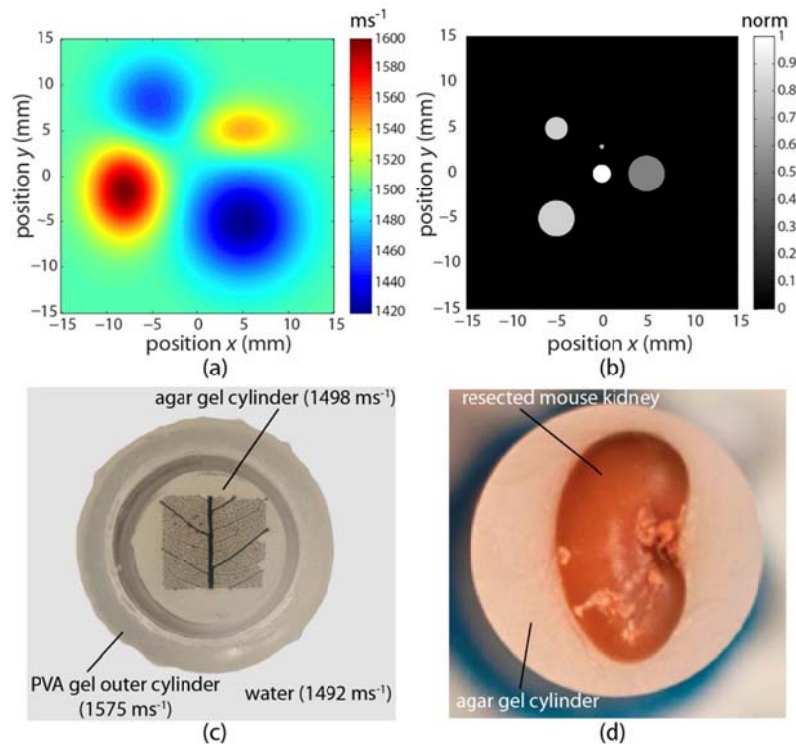 ms⁻¹
15
10
5
0
−5
−10
−15
position y (mm)
−15 −10 −5 0 5 10 15
position x (mm)
1600
1580
1560
1540
1520
1500
1480
1460
1440
1420
(a)
norm
15
10
5
0
−5
−10
−15
position y (mm)
−15 −10 −5 0 5 10 15
position x (mm)
1
0.9
0.8
0.7
0.6
0.5
0.4
0.3
0.2
0.1
0
(b)
agar gel cylinder (1498 ms⁻¹)
PVA gel outer cylinder
(1575 ms⁻¹)
water (1492 ms⁻¹)
(c)
resected mouse kidney
agar gel cylinder
(d)